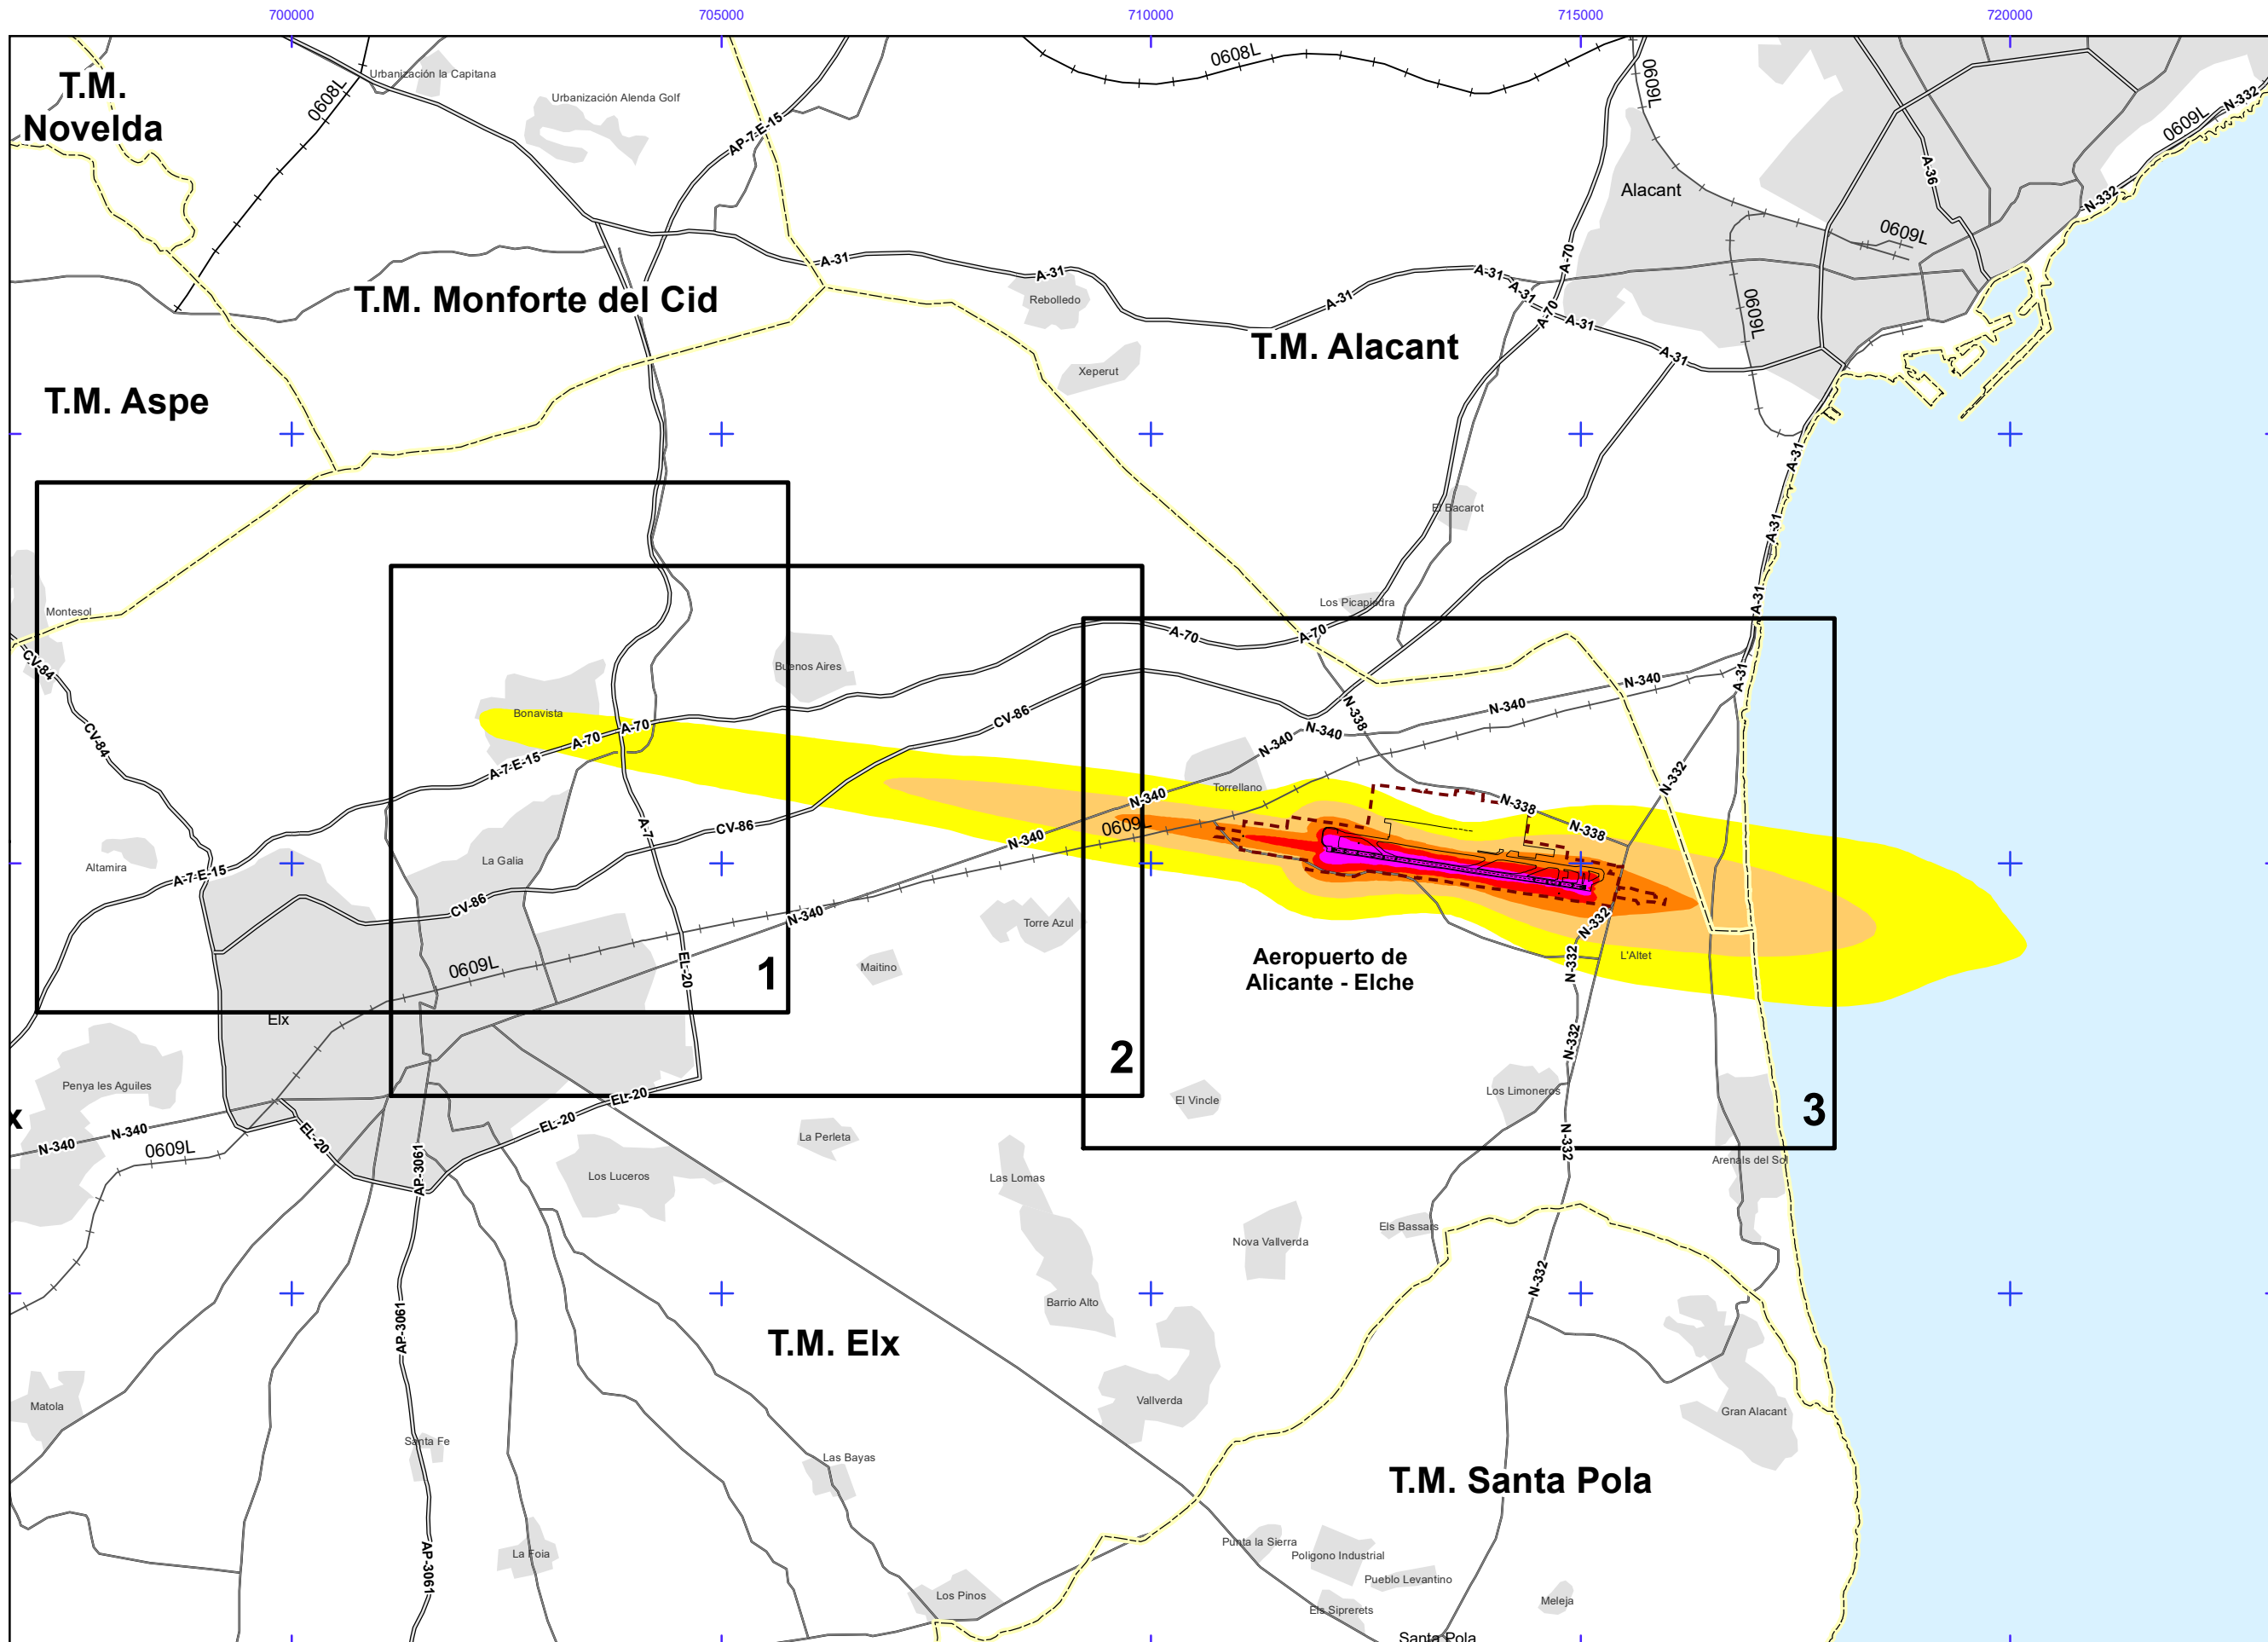 700000
705000
710000
715000
720000
T.M.
Novelda
Urbanización la Capitana
0608L
Urbanización Alenda Golf
AP-7-E-15
0608L
0609L
N-332
0609L
A-36
N-332
Alacant
0609L
A-70
A-31
A-31
A-31
A-31
A-31
A-70
A-31
A-31
0609L
T.M. Monforte del Cid
Rebolledo
T.M. Alacant
Xeperut
T.M. Aspe
A-31
El Bacarot
A-31
A-31
Montesol
Los Picapiedra
A-70
A-70
CV-84
Buenos Aires
A-31
N-340
N-340
N-338
N-340
N-340
CV-86
Bonavista
A-70
A-70
CV-84
A-7-E-15
Torrellano
N-332
N-340
N-338
N-338
0609L
A-7
CV-86
N-340
La Galia
Altamira
A-7-E-15
CV-86
N-340
Torre Azul
N-332
L'Altet
N-332
Aeropuerto de
Alicante - Elche
Maitino
0609L
EL-20
1
Elx
N-332
2
Penya les Aguiles
Los Limoneros
El Vincle
3
x
EL-20
EL-20
N-340
N-340
0609L
EL-20
La Perleta
N-332
Arenals del Sol
AP-3061
Los Luceros
Las Lomas
Els Bassars
Nova Vallverda
N-332
Barrio Alto
AP-3061
T.M. Elx
Vallverda
Matola
Gran Alacant
Santa Fe
Las Bayas
T.M. Santa Pola
La Foia
AP-3061
Punta la Sierra
Poligono Industrial
Pueblo Levantino
Los Pinos
Els Siprerets
Meleja
Santa Pola